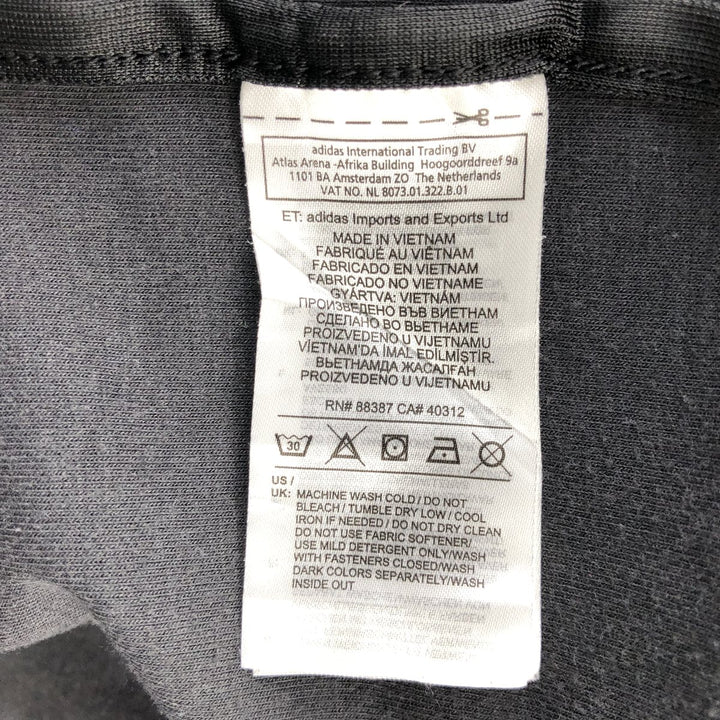 adidas International Trading BV
Atlas Arena -Afrika Building Hoogoorddreef 9a
1101 BA Amsterdam ZO The Netherlands
VAT NO. NL 8073.01.322.B.01
ET: adidas Imports and Exports Ltd
MADE IN VIETNAM
FABRIQUÉ AU VIÊTNAM
FABRICADO EN VIETNAM
FABRICADO NO VIETNAME
GYÁRTVA: VIETNÁM
ПРОИЗВЕДЕНО ВЪВ ВИЕТНАМ
СДЕЛАНО ВО ВЬЕТНАМЕ
PROIZVEDENO U VIJETNAMU
VİETNAM'DA İMAL EDİLMİŞTİR.
ВЬЕТНАМДА ЖАСАЛҒАН
PROIZVEDENO U VIJETNAMU
RN# 88387 CA# 40312
30
US /
UK: MACHINE WASH COLD / DO NOT
BLEACH / TUMBLE DRY LOW / COOL
IRON IF NEEDED / DO NOT DRY CLEAN
DO NOT USE FABRIC SOFTENER/
USE MILD DETERGENT ONLY/WASH
WITH FASTENERS CLOSED/WASH
DARK COLORS SEPARATELY/WASH
INSIDE OUT